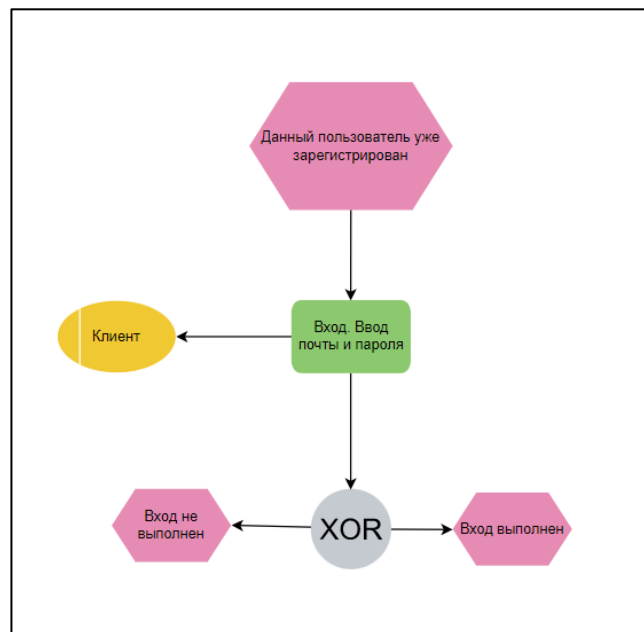 Данный пользователь уже
зарегистрирован
Клиент
Вход. Ввод
почты и пароля
Вход не
выполнен
XOR
Вход выполнен